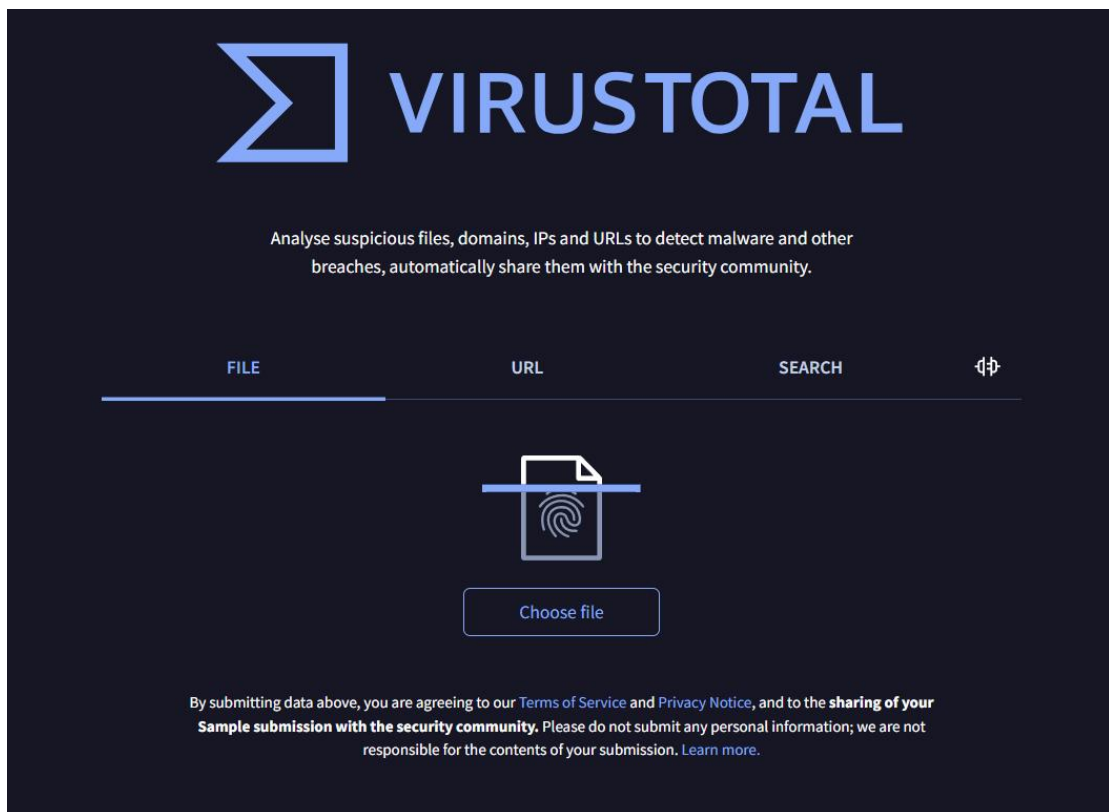 VIRUSTOTAL
Analyse suspicious files, domains, IPs and URLs to detect malware and other
breaches, automatically share them with the security community.
FILE
URL
SEARCH
Choose file
By submitting data above, you are agreeing to our Terms of Service and Privacy Notice, and to the sharing of your
Sample submission with the security community. Please do not submit any personal information; we are not
responsible for the contents of your submission. Learn more.